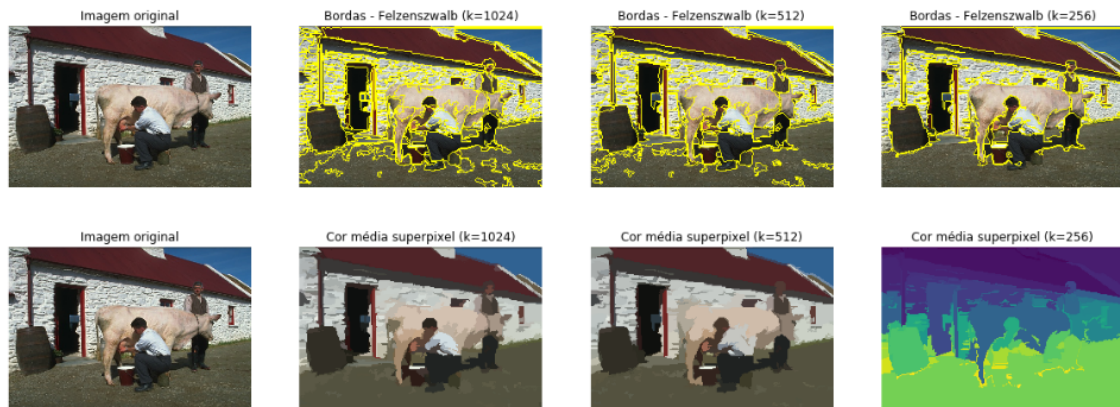 Imagem original
Bordas - Felzenszwalb (k=1024)
Bordas - Felzenszwalb (k=512)
Bordas - Felzenszwalb (k=256)
Imagem original
Cor média superpixel (k=1024)
Cor média superpixel (k=512)
Cor média superpixel (k=256)